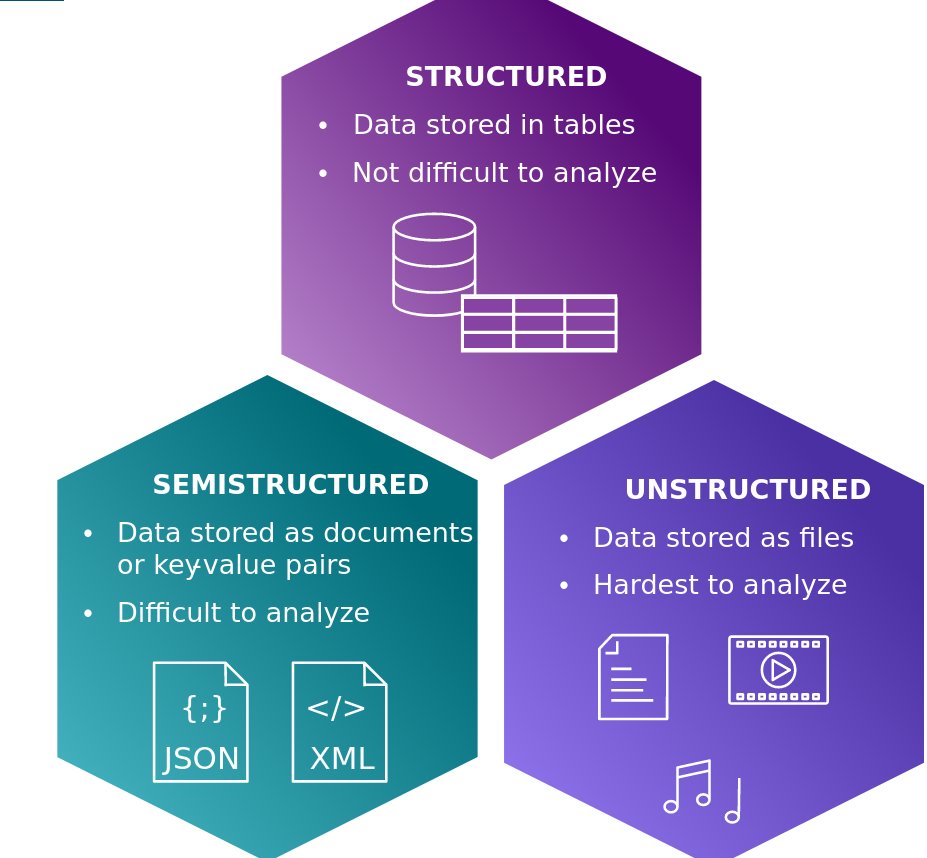 STRUCTURED
• Data stored in tables
• Not difficult to analyze
SEMISTRUCTURED
• Data stored as documents
or key-value pairs
• Difficult to analyze
{;}
JSON
</>
XML
UNSTRUCTURED
• Data stored as files
• Hardest to analyze